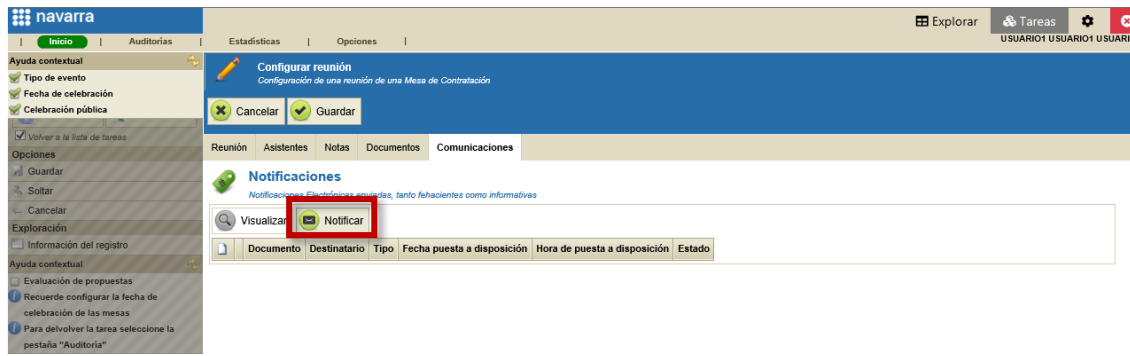 navarra
Explorar
Tareas
| Inicio | Auditorías | Estadísticas | Opciones |
USUARIO1 USUARIO1 USUARI
Ayuda contextual
Tipo de evento
Fecha de celebración
Celebración pública
Volver a la lista de tareas
Opciones
Guardar
Soltar
Cancelar
Exploración
Información del registro
Ayuda contextual
Evaluación de propuestas
Recuerde configurar la fecha de
celebración de las mesas
Para delvolver la tarea seleccione la
pestaña "Auditoría"
Configurar reunión
Configuración de una reunión de una Mesa de Contratación
Cancelar Guardar
Reunión Asistentes Notas Documentos Comunicaciones
Notificaciones
Notificaciones Electrónicas enviadas, tanto fehacientes como informativas
Visualizar Notificar
Documento Destinatario Tipo Fecha puesta a disposición Hora de puesta a disposición Estado